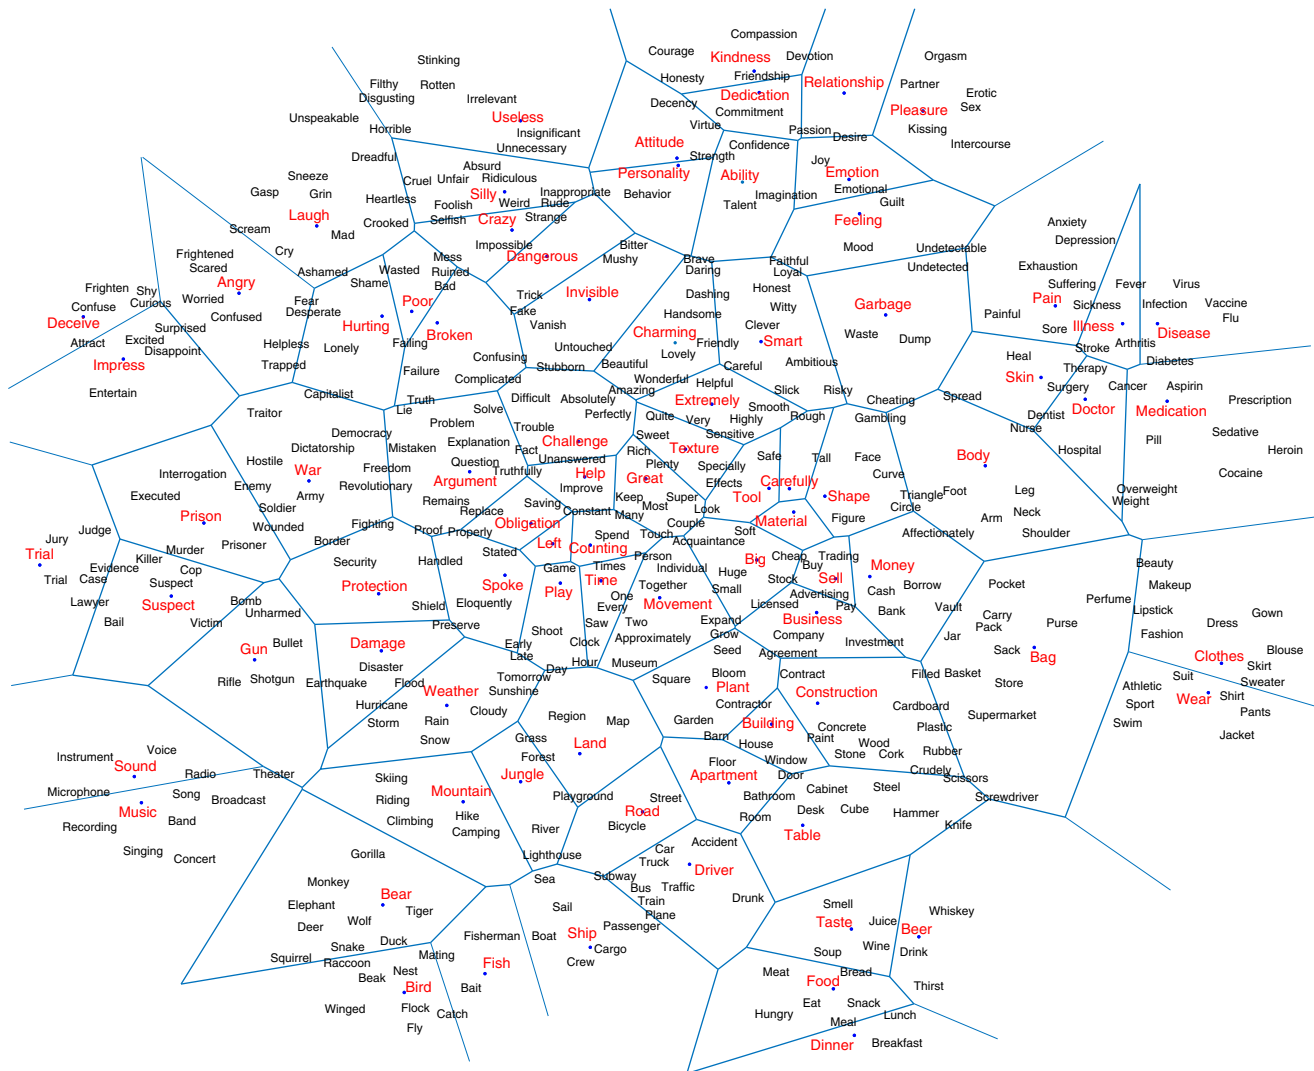 Compassion
Courage
Kindness
Devotion
Orgasm
Stinking
Honesty
Friendship
Relationship
Partner
Filthy
Rotten
Disgusting
Irrelevant
Decency
Dedication
Erotic
Sex
Pleasure
Unspeakable
Useless
Commitment
Horrible
Insignificant
Virtue
Passion
Desire
Kissing
Unnecessary
Attitude
Confidence
Intercourse
Dreadful
Strength
Absurd
Joy
Sneeze
Cruel
Unfair
Ridiculous
Personality
Ability
Emotion
Gasp
Grin
Heartless
Silly
Inappropriate
Behavior
Imagination
Emotional
Laugh
Foolish
Weird
Rude
Talent
Guilt
Scream
Mad
Crooked
Selfish
Crazy
Strange
Feeling
Anxiety
Cry
Impossible
Bitter
Mood
Undetectable
Depression
Frightened
Mess
Dangerous
Mushy
Brave
Faithful
Undetected
Exhaustion
Scared
Ashamed
Wasted
Ruined
Daring
Loyal
Suffering
Fever
Virus
Angry
Shame
Bad
Honest
Frighten
Shy
Trick
Invisible
Dashing
Pain
Sickness
Infection
Vaccine
Confuse
Curious
Worried
Fear
Poor
Fake
Witty
Garbage
Flu
Deceive
Confused
Desperate
Hurting
Broken
Vanish
Handsome
Painful
Surprised
Charming
Clever
Sore
Illness
Disease
Attract
Excited
Helpless
Lonely
Failing
Untouched
Friendly
Smart
Waste
Dump
Arthritis
Impress
Disappoint
Confusing
Lovely
Heal
Stroke
Trapped
Failure
Stubborn
Beautiful
Careful
Ambitious
Therapy
Diabetes
Entertain
Complicated
Wonderful
Helpful
Skin
Surgery
Cancer
Aspirin
Capitalist
Truth
Difficult
Absolutely
Amazing
Extremely
Slick
Risky
Cheating
Spread
Doctor
Medication
Prescription
Traitor
Lie
Solve
Perfectly
Quite
Very
Smooth
Rough
Gambling
Dentist
Democracy
Problem
Trouble
Highly
Nurse
Dictatorship
Mistaken
Explanation
Challenge
Sweet
Sensitive
Pill
Sedative
Hostile
Fact
Rich
Texture
Safe
Tall
Face
Body
Hospital
Heroin
Interrogation
War
Freedom
Question
Truthfully
Unanswered
Plenty
Specially
Curve
Cocaine
Enemy
Revolutionary
Argument
Help
Great
Effects
Carefully
Executed
Army
Improve
Tool
Shape
Triangle
Foot
Leg
Overweight
Soldier
Remains
Saving
Keep
Most
Super
Circle
Weight
Prison
Replace
Constant
Many
Look
Material
Figure
Arm
Neck
Wounded
Fighting
Proof
Properly
Obligation
Couple
Soft
Affectionately
Shoulder
Judge
Spend
Touch
Jury
Prisoner
Border
Left
Counting
Acquaintance
Trial
Murder
Stated
Person
Big
Cheap
Trading
Killer
Security
Handled
Times
Buy
Money
Beauty
Evidence
Cop
Game
Individual
Huge
Trial
Case
Suspect
Protection
Spoke
Play
Time
Together
Stock
Sell
Pocket
Makeup
Small
Cash
Borrow
Lawyer
Suspect
Bomb
Shield
Eloquently
One
Movement
Licensed
Advertising
Vault
Perfume
Unharmed
Every
Pay
Bank
Carry
Lipstick
Gown
Bail
Victim
Preserve
Saw
Two
Expand
Business
Pack
Purse
Dress
Shoot
Approximately
Grow
Company
Jar
Fashion
Gun
Bullet
Damage
Early
Clock
Seed
Agreement
Investment
Sack
Bag
Clothes
Blouse
Late
Hour
Museum
Skirt
Disaster
Day
Square
Bloom
Contract
Filled
Basket
Suit
Rifle
Shotgun
Earthquake
Flood
Weather
Tomorrow
Plant
Store
Athletic
Sweater
Sunshine
Construction
Wear
Shirt
Hurricane
Contractor
Cardboard
Sport
Storm
Rain
Cloudy
Region
Map
Garden
Building
Concrete
Plastic
Supermarket
Swim
Pants
Snow
Grass
Barn
House
Paint
Wood
Jacket
Instrument
Voice
Forest
Land
Stone
Cork
Rubber
Sound
Radio
Theater
Skiing
Jungle
Floor
Window
Crudely
Apartment
Door
Scissors
Microphone
Song
Mountain
Playground
Street
Bathroom
Cabinet
Steel
Screwdriver
Broadcast
Riding
Music
Band
Hike
Road
Desk
Cube
Hammer
Recording
Climbing
Camping
River
Bicycle
Room
Knife
Table
Singing
Concert
Gorilla
Lighthouse
Car
Accident
Truck
Driver
Monkey
Sea
Subway
Bus
Traffic
Bear
Train
Drunk
Elephant
Tiger
Sail
Plane
Smell
Whiskey
Deer
Wolf
Passenger
Taste
Juice
Beer
Snake
Duck
Fisherman
Boat
Ship
Squirrel
Mating
Cargo
Soup
Wine
Drink
Raccoon
Nest
Fish
Crew
Meat
Bread
Beak
Bird
Bait
Food
Thirst
Winged
Flock
Catch
Hungry
Eat
Snack
Lunch
Fly
Meal
Dinner
Breakfast